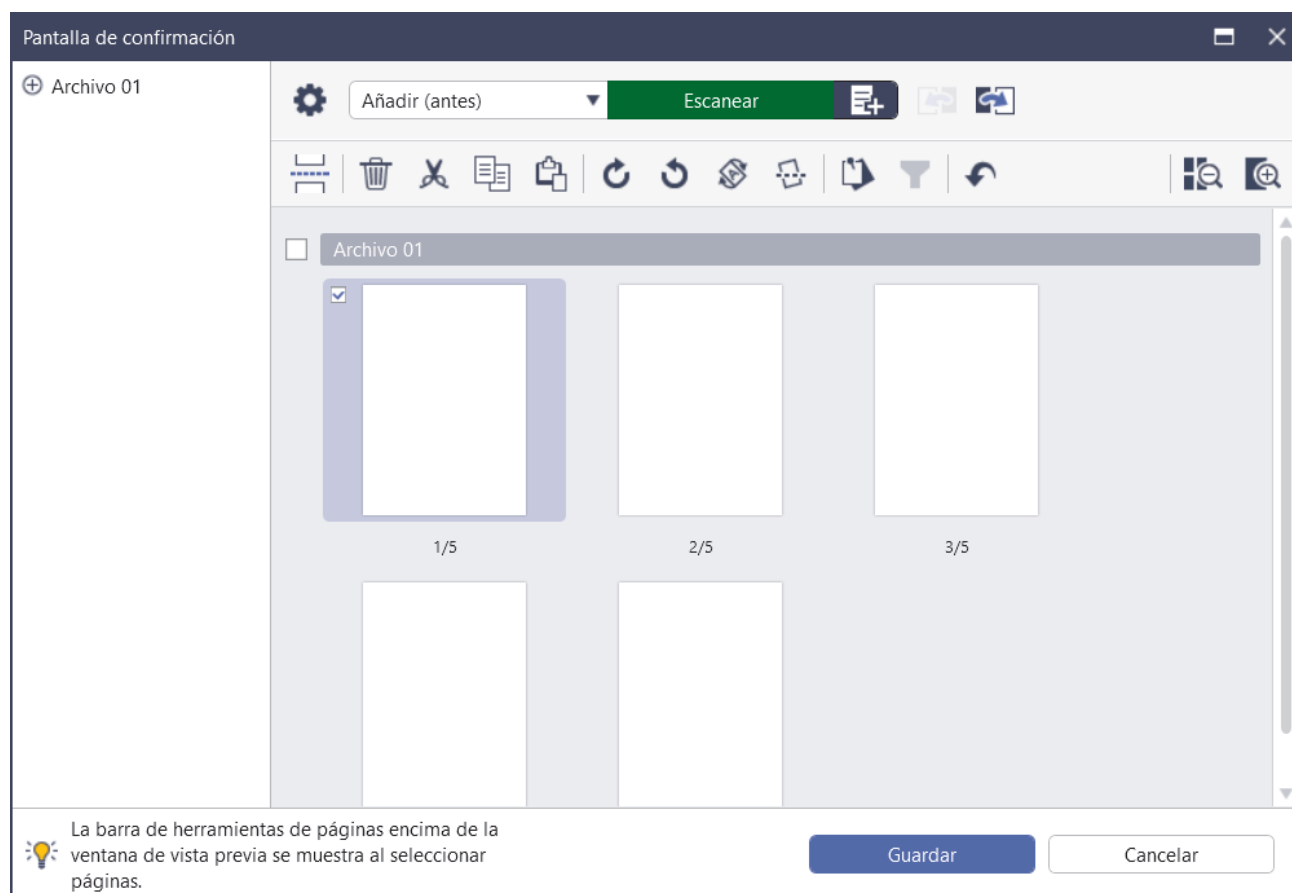 Pantalla de confirmación
Archivo 01
Añadir (antes)
Escanear
Archivo 01
1/5
2/5
3/5
La barra de herramientas de páginas encima de la
ventana de vista previa se muestra al seleccionar
páginas.
Guardar
Cancelar